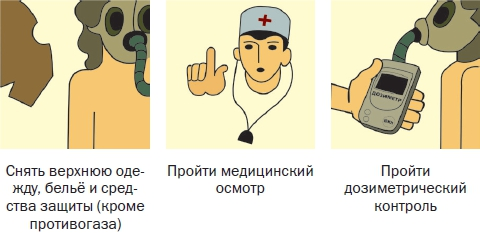 ДОЗИМЕТР
Снять верхнюю оде-
жду, бельё и сред-
ства защиты (кроме
противогаза)
Пройти медицинский
осмотр
Пройти
дозиметрический
контроль